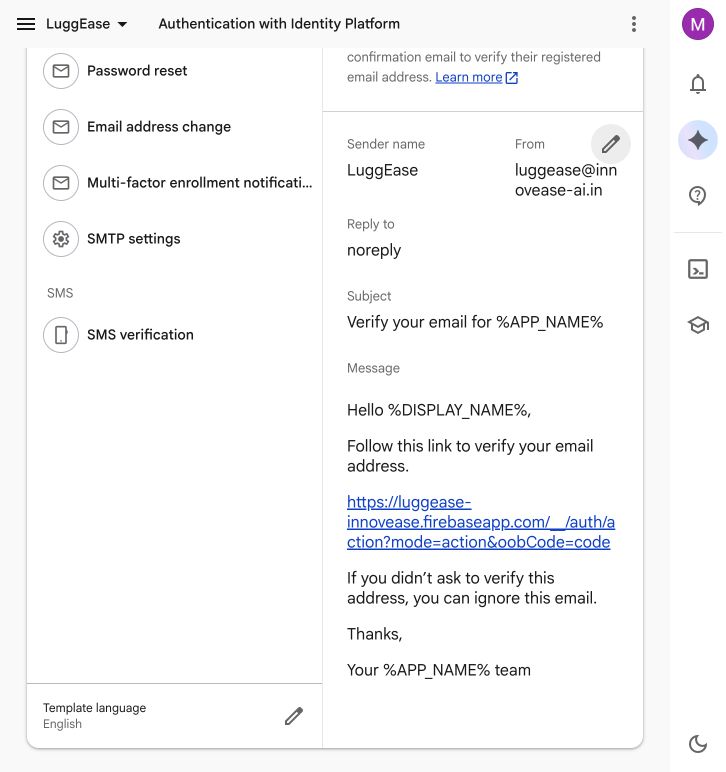 LuggEase
Authentication with Identity Platform
M
Password reset
Email address change
Multi-factor enrollment notificati...
SMTP settings
SMS
SMS verification
Template language
English
confirmation email to verify their registered
email address. Learn more
Sender name
LuggEase
From
luggease@inn
ovease-ai.in
Reply to
noreply
Subject
Verify your email for %APP_NAME%
Message
Hello %DISPLAY_NAME%,
Follow this link to verify your email
address.
https://luggease-
innovease.firebaseapp.com/__/auth/a
ction?mode=action&oobCode=code
If you didn’t ask to verify this
address, you can ignore this email.
Thanks,
Your %APP_NAME% team